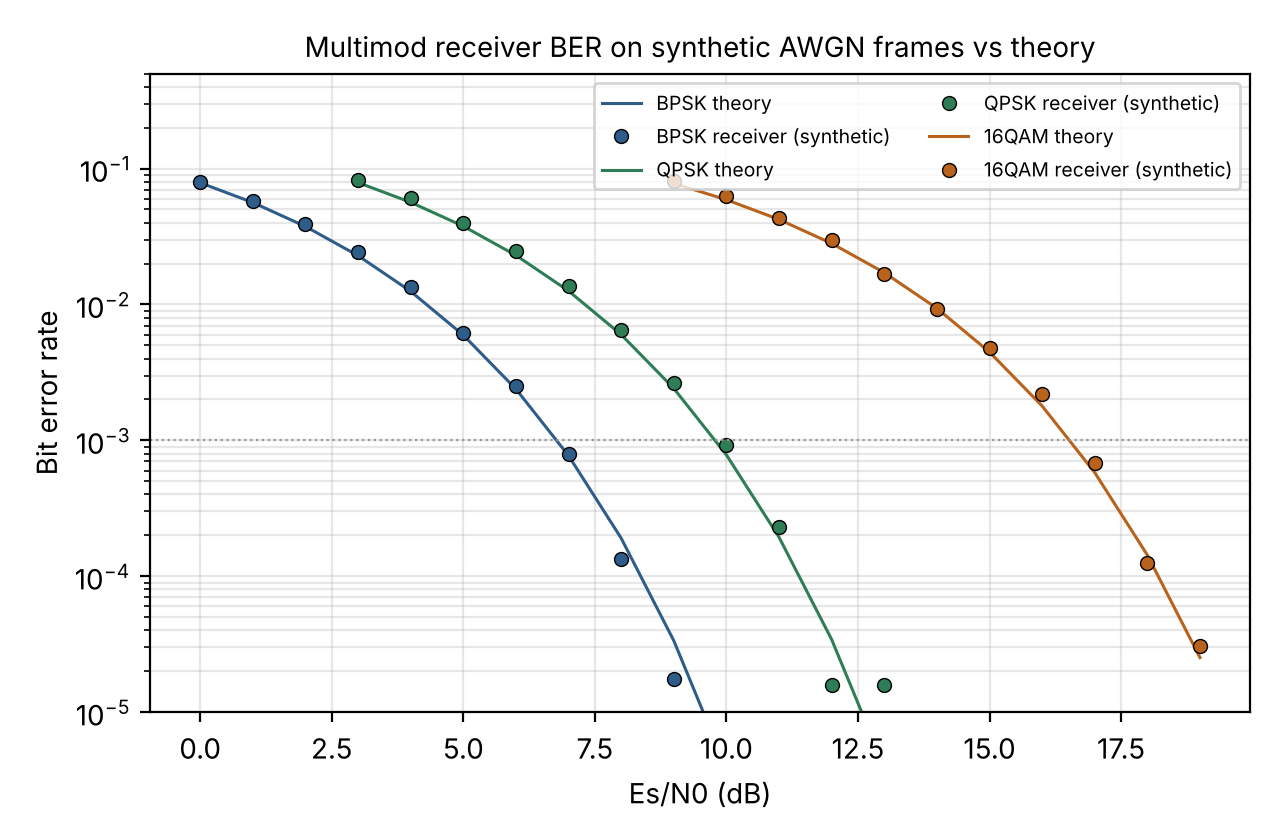 Multimod receiver BER on synthetic AWGN frames vs theory
BPSK theory
BPSK receiver (synthetic)
QPSK theory
QPSK receiver (synthetic)
16QAM theory
16QAM receiver (synthetic)
Bit error rate
10⁻¹
10⁻²
10⁻³
10⁻⁴
10⁻⁵
0.0 2.5 5.0 7.5 10.0 12.5 15.0 17.5
Es/N0 (dB)